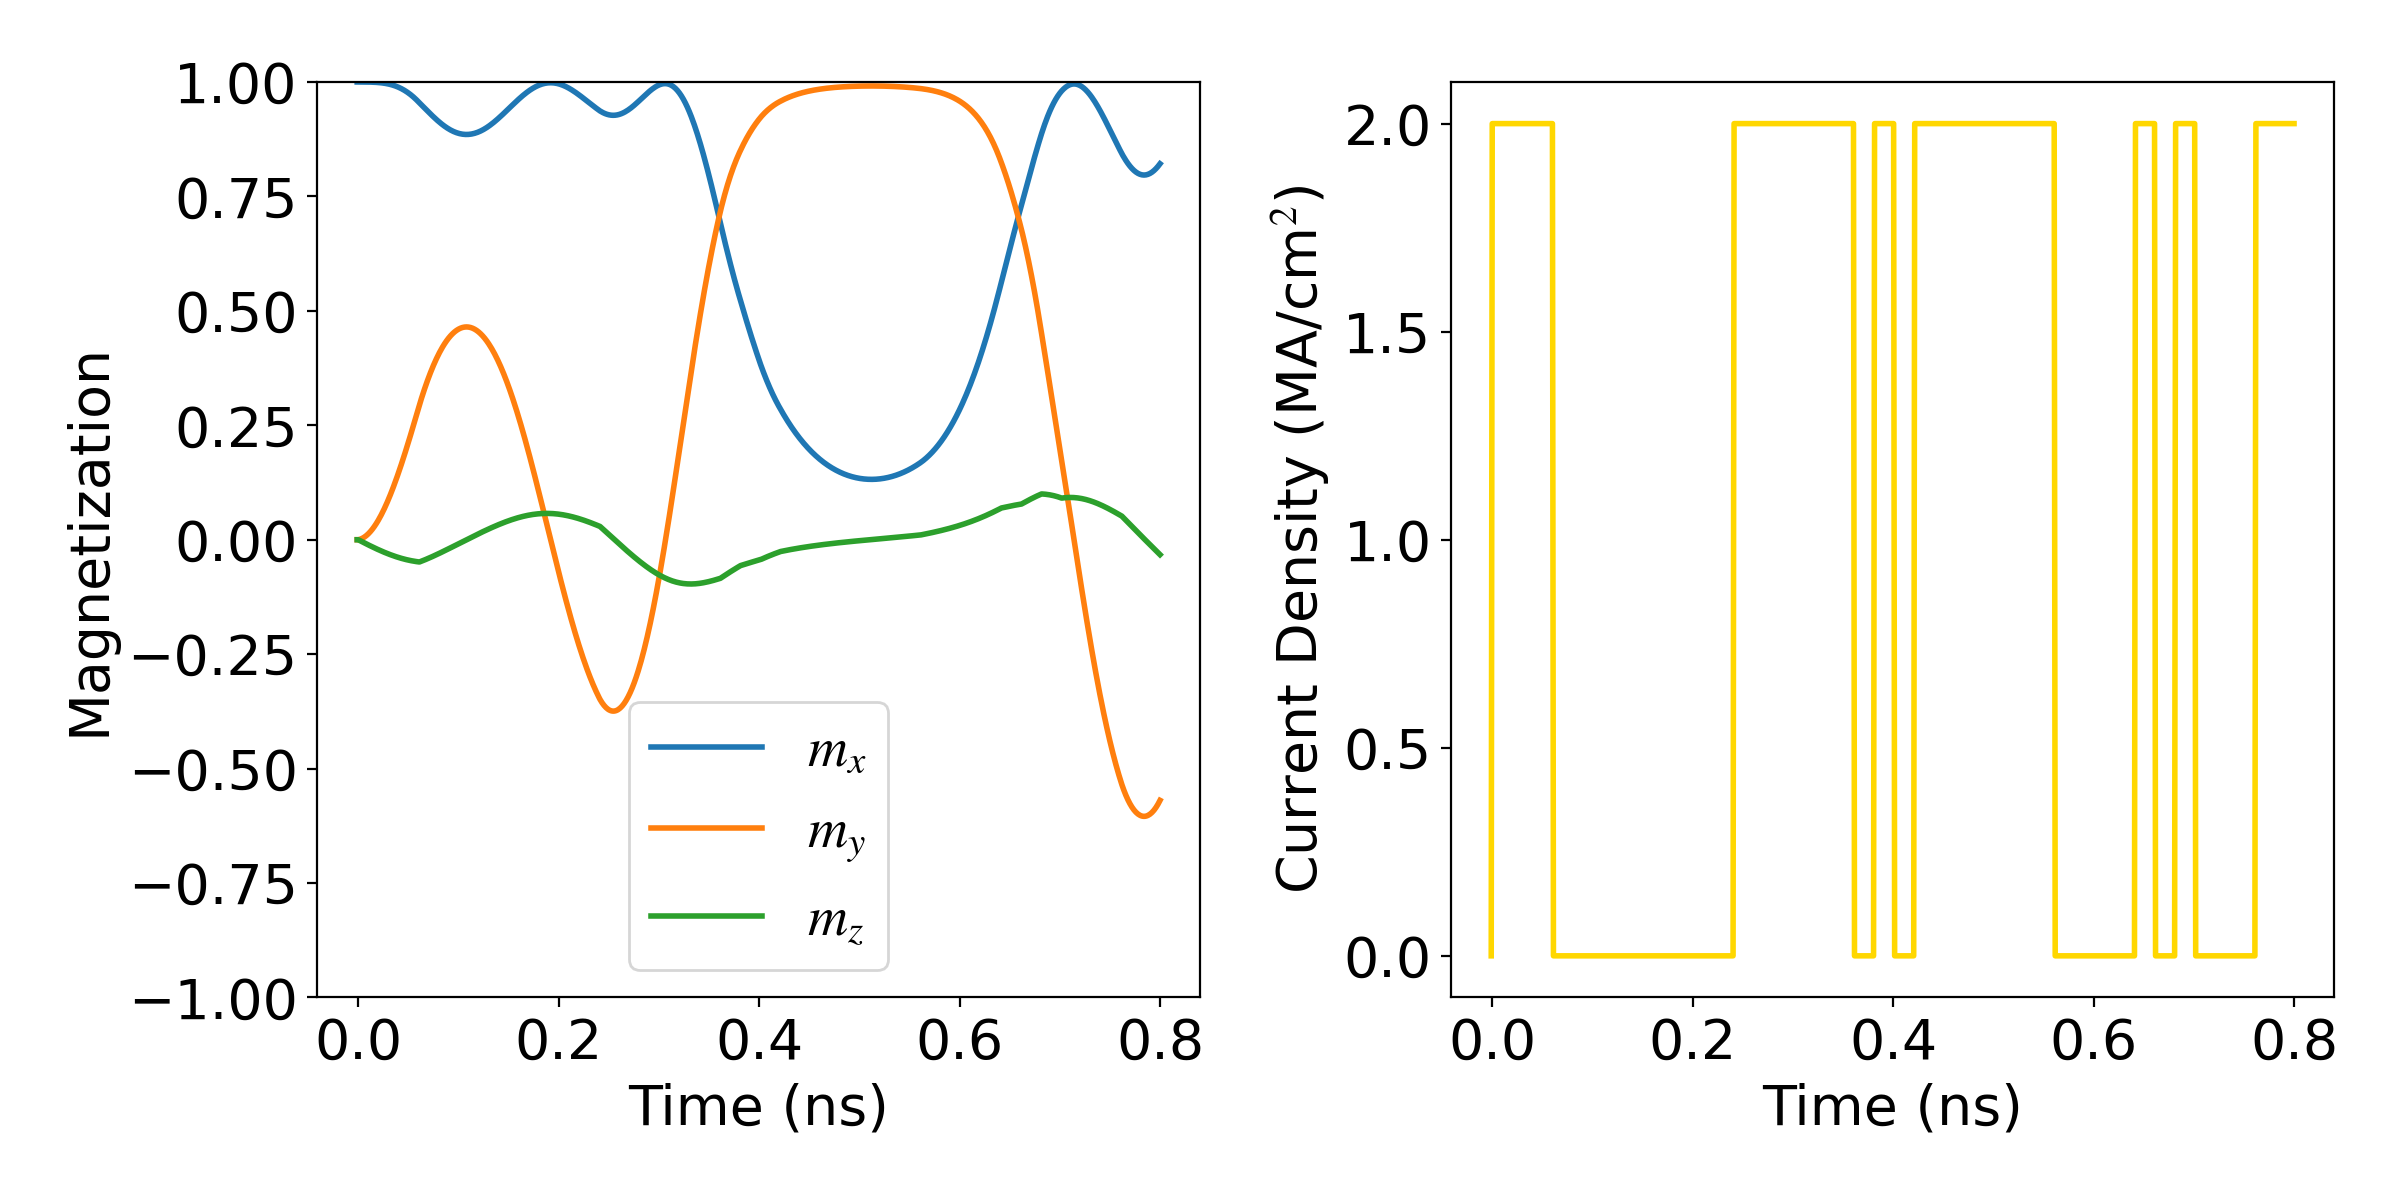 Magnetization
1.00
0.75
0.50
0.25
0.00
−0.25
−0.50
−0.75
−1.00
0.0 0.2 0.4 0.6 0.8
Time (ns)
m_x
m_y
m_z
Current Density (MA/cm²)
2.0
1.5
1.0
0.5
0.0
0.0 0.2 0.4 0.6 0.8
Time (ns)